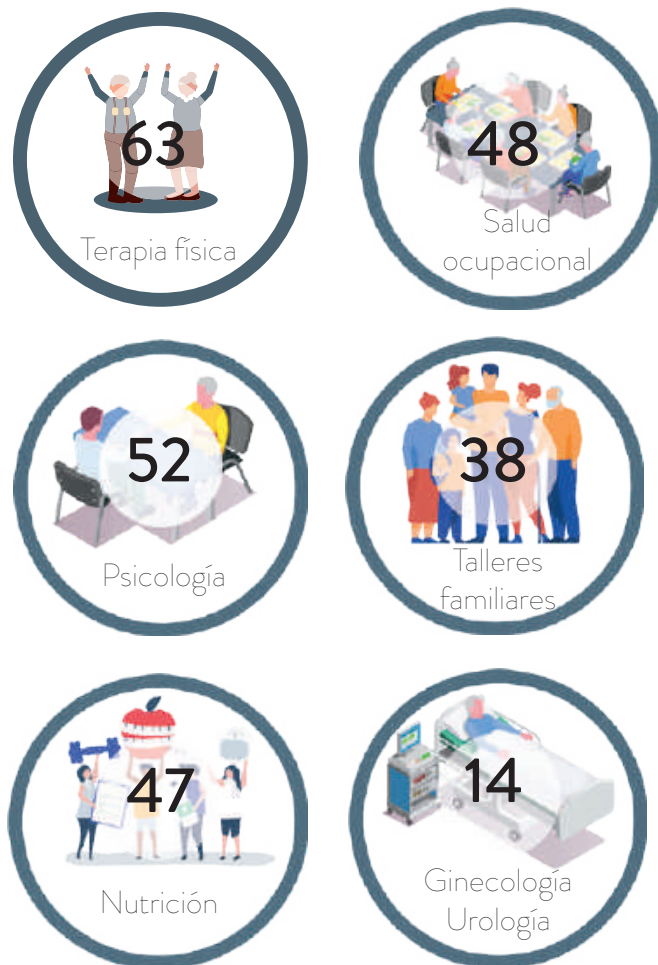 63
Terapia física
48
Salud
ocupacional
52
Psicología
38
Talleres
familiares
47
Nutrición
14
Ginecología
Urología